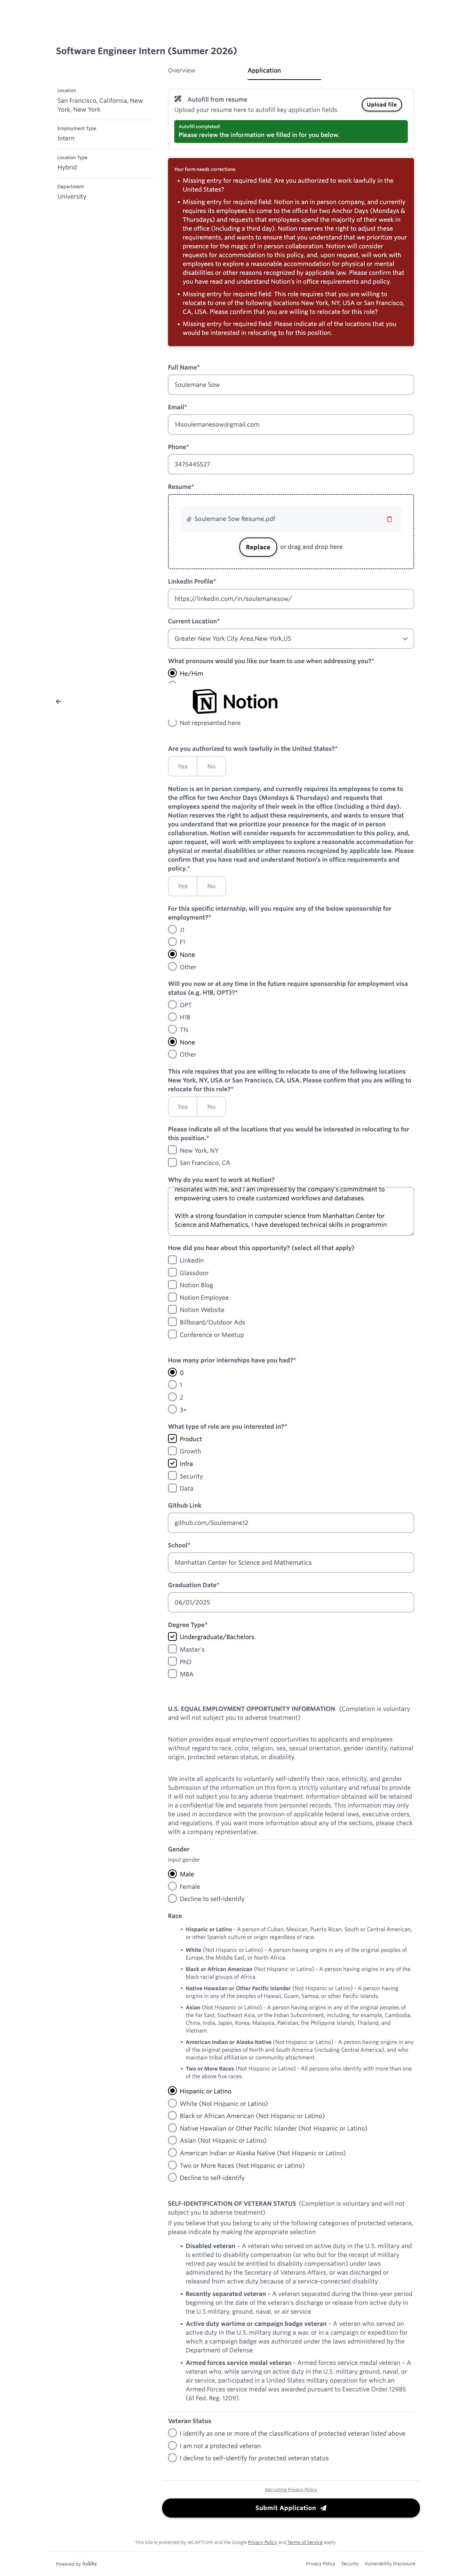 Software Engineer Intern (Summer 2026)
Overview
Application
Location
San Francisco, California, New
York, New York
Employment Type
Intern
Location Type
Hybrid
Department
University
Autofill from resume
Upload your resume here to autofill key application fields.
Upload file
Autofill completed!
Please review the information we filled in for you below.
Your form needs corrections
• Missing entry for required field: Are you authorized to work lawfully in the
United States?
• Missing entry for required field: Notion is an in person company, and currently
requires its employees to come to the office for two Anchor Days (Mondays &
Thursdays) and requests that employees spend the majority of their week in
the office (including a third day). Notion reserves the right to adjust these
requirements, and wants to ensure that you understand that we prioritize your
presence for the magic of in person collaboration. Notion will consider
requests for accommodation to this policy, and, upon request, will work with
employees to explore a reasonable accommodation for physical or mental
disabilities or other reasons recognized by applicable law. Please confirm that
you have read and understand Notion's in office requirements and policy.
• Missing entry for required field: This role requires that you are willing to
relocate to one of the following locations New York, NY, USA or San Francisco,
CA, USA. Please confirm that you are willing to relocate for this role?
• Missing entry for required field: Please indicate all of the locations that you
would be interested in relocating to for this position.
Full Name*
Soulemane Sow
Email*
14soulemanesow@gmail.com
Phone*
3475445527
Resume*
Soulemane Sow Resume.pdf
Replace or drag and drop here
LinkedIn Profile*
https://linkedin.com/in/soulemanesow/
Current Location*
Greater New York City Area,New York,US
What pronouns would you like our team to use when addressing you?*
He/Him
Notion
Not represented here
Are you authorized to work lawfully in the United States?*
Yes No
Notion is an in person company, and currently requires its employees to come to
the office for two Anchor Days (Mondays & Thursdays) and requests that
employees spend the majority of their week in the office (including a third day).
Notion reserves the right to adjust these requirements, and wants to ensure that
you understand that we prioritize your presence for the magic of in person
collaboration. Notion will consider requests for accommodation to this policy, and,
upon request, will work with employees to explore a reasonable accommodation for
physical or mental disabilities or other reasons recognized by applicable law. Please
confirm that you have read and understand Notion's in office requirements and
policy.*
Yes No
For this specific internship, will you require any of the below sponsorship for
employment?*
J1
F1
None
Other
Will you now or at any time in the future require sponsorship for employment visa
status (e.g. H1B, OPT)?*
OPT
H1B
TN
None
Other
This role requires that you are willing to relocate to one of the following locations
New York, NY, USA or San Francisco, CA, USA. Please confirm that you are willing to
relocate for this role?*
Yes No
Please indicate all of the locations that you would be interested in relocating to for
this position.*
New York, NY
San Francisco, CA
Why do you want to work at Notion?
resonates with me, and I am impressed by the company's commitment to
empowering users to create customized workflows and databases.
With a strong foundation in computer science from Manhattan Center for
Science and Mathematics, I have developed technical skills in programmin
How did you hear about this opportunity? (select all that apply)
LinkedIn
Glassdoor
Notion Blog
Notion Employee
Notion Website
Billboard/Outdoor Ads
Conference or Meetup
How many prior internships have you had?*
0
1
2
3+
What type of role are you interested in?*
Product
Growth
Infra
Security
Data
Github Link
github.com/Soulemane12
School*
Manhattan Center for Science and Mathematics
Graduation Date*
06/01/2025
Degree Type*
Undergraduate/Bachelors
Master's
PhD
MBA
U.S. EQUAL EMPLOYMENT OPPORTUNITY INFORMATION (Completion is voluntary
and will not subject you to adverse treatment)
Notion provides equal employment opportunities to applicants and employees
without regard to race, color, religion, sex, sexual orientation, gender identity, national
origin, protected veteran status, or disability.
We invite all applicants to voluntarily self-identify their race, ethnicity, and gender.
Submission of the information on this form is strictly voluntary and refusal to provide
it will not subject you to any adverse treatment. Information obtained will be retained
in a confidential file and separate from personnel records. This information may only
be used in accordance with the provision of applicable federal laws, executive orders,
and regulations. If you want more information about any of the sections, please check
with a company representative.
Gender
Input gender
Male
Female
Decline to self-identify
Race
• Hispanic or Latino - A person of Cuban, Mexican, Puerto Rican, South or Central American,
or other Spanish culture or origin regardless of race.
• White (Not Hispanic or Latino) - A person having origins in any of the original peoples of
Europe, the Middle East, or North Africa.
• Black or African American (Not Hispanic or Latino) - A person having origins in any of the
black racial groups of Africa.
• Native Hawaiian or Other Pacific Islander (Not Hispanic or Latino) - A person having
origins in any of the peoples of Hawaii, Guam, Samoa, or other Pacific Islands.
• Asian (Not Hispanic or Latino) - A person having origins in any of the original peoples of
the Far East, Southeast Asia, or the Indian Subcontinent, including, for example, Cambodia,
China, India, Japan, Korea, Malaysia, Pakistan, the Philippine Islands, Thailand, and
Vietnam.
• American Indian or Alaska Native (Not Hispanic or Latino) - A person having origins in any
of the original peoples of North and South America (including Central America), and who
maintain tribal affiliation or community attachment.
• Two or More Races (Not Hispanic or Latino) - All persons who identify with more than one
of the above five races.
Hispanic or Latino
White (Not Hispanic or Latino)
Black or African American (Not Hispanic or Latino)
Native Hawaiian or Other Pacific Islander (Not Hispanic or Latino)
Asian (Not Hispanic or Latino)
American Indian or Alaska Native (Not Hispanic or Latino)
Two or More Races (Not Hispanic or Latino)
Decline to self-identify
SELF-IDENTIFICATION OF VETERAN STATUS (Completion is voluntary and will not
subject you to adverse treatment)
If you believe that you belong to any of the following categories of protected veterans,
please indicate by making the appropriate selection
• Disabled veteran – A veteran who served on active duty in the U.S. military and
is entitled to disability compensation (or who but for the receipt of military
retired pay would be entitled to disability compensation) under laws
administered by the Secretary of Veterans Affairs, or was discharged or
released from active duty because of a service-connected disability
• Recently separated veteran – A veteran separated during the three-year period
beginning on the date of the veteran's discharge or release from active duty in
the U.S military, ground, naval, or air service
• Active duty wartime or campaign badge veteran – A veteran who served on
active duty in the U.S. military during a war, or in a campaign or expedition for
which a campaign badge was authorized under the laws administered by the
Department of Defense
• Armed forces service medal veteran - Armed forces service medal veteran – A
veteran who, while serving on active duty in the U.S. military ground, naval, or
air service, participated in a United States military operation for which an
Armed Forces service medal was awarded pursuant to Executive Order 12985
(61 Fed. Reg. 1209).
Veteran Status
I identify as one or more of the classifications of protected veteran listed above
I am not a protected veteran
I decline to self-identify for protected veteran status
Recruiting Privacy Policy
Submit Application
This site is protected by reCAPTCHA and the Google Privacy Policy and Terms of Service apply.
Powered by Ashby
Privacy Policy Security Vulnerability Disclosure